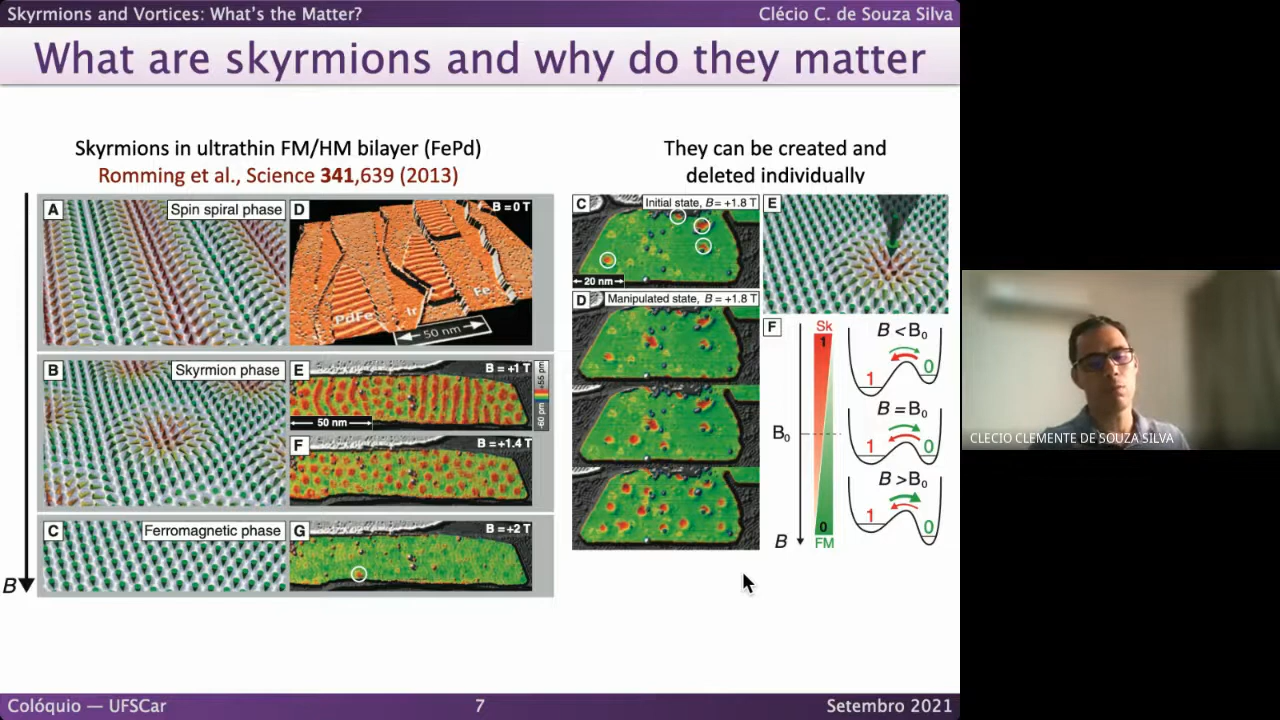 Skyrmions and Vortices: What's the Matter?
Clécio C. de Souza Silva
What are skyrmions and why do they matter
Skyrmions in ultrathin FM/HM bilayer (FePd)
Romming et al., Science 341,639 (2013)
A
Spin spiral phase
D
B = 0 T
PdFe
Ir
Fe
50 nm
B
Skyrmion phase
E
B = +1 T
50 nm
-60 pm
+55 pm
F
B = +1.4 T
C
Ferromagnetic phase
G
B = +2 T
B
They can be created and
deleted individually
C
Initial state, B = +1.8 T
20 nm
D
Manipulated state, B = +1.8 T
E
F
Sk
1
B₀
0
B
FM
B < B₀
1
0
B = B₀
1
0
B > B₀
1
0
CLECIO CLEMENTE DE SOUZA SILVA
Colóquio — UFSCar
7
Setembro 2021